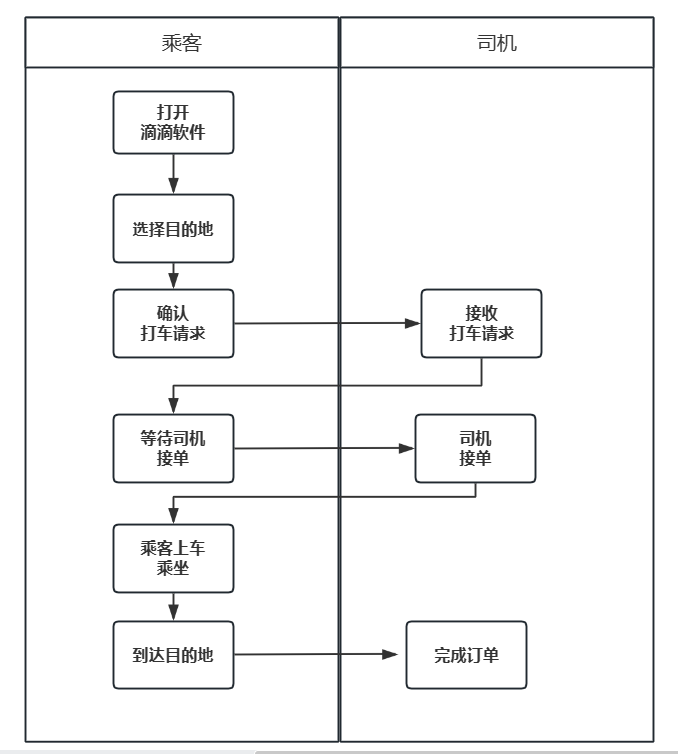 乘客
司机
打开
滴滴软件
选择目的地
确认
打车请求
接收
打车请求
等待司机
接单
司机
接单
乘客上车
乘坐
到达目的地
完成订单